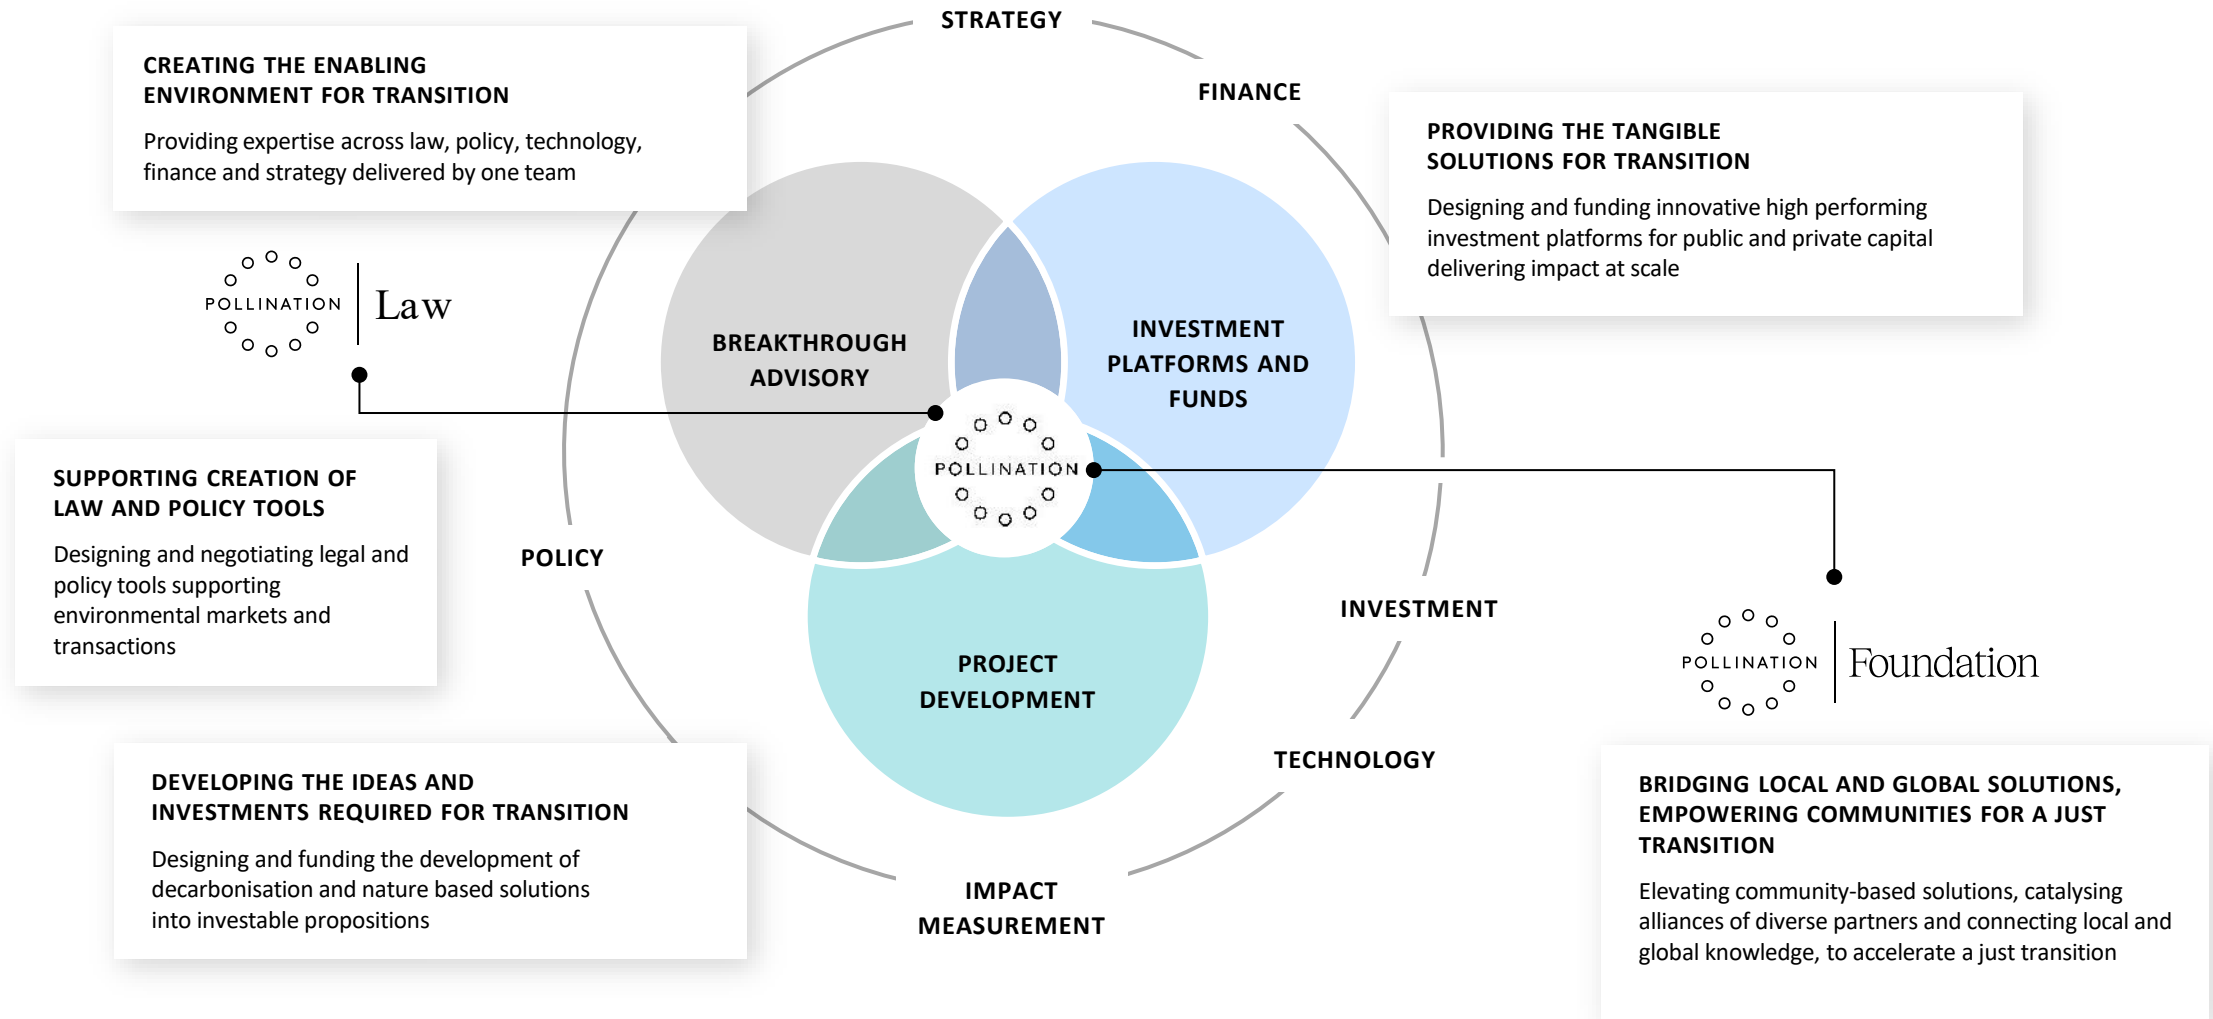 STRATEGY
CREATING THE ENABLING
ENVIRONMENT FOR TRANSITION
Providing expertise across law, policy, technology,
finance and strategy delivered by one team
FINANCE
PROVIDING THE TANGIBLE
SOLUTIONS FOR TRANSITION
Designing and funding innovative high performing
investment platforms for public and private capital
delivering impact at scale
POLLINATION
Law
BREAKTHROUGH
ADVISORY
INVESTMENT
PLATFORMS AND
FUNDS
POLLINATION
SUPPORTING CREATION OF
LAW AND POLICY TOOLS
Designing and negotiating legal and
policy tools supporting
environmental markets and
transactions
POLICY
INVESTMENT
PROJECT
DEVELOPMENT
POLLINATION
Foundation
TECHNOLOGY
DEVELOPING THE IDEAS AND
INVESTMENTS REQUIRED FOR TRANSITION
Designing and funding the development of
decarbonisation and nature based solutions
into investable propositions
IMPACT
MEASUREMENT
BRIDGING LOCAL AND GLOBAL SOLUTIONS,
EMPOWERING COMMUNITIES FOR A JUST
TRANSITION
Elevating community-based solutions, catalysing
alliances of diverse partners and connecting local and
global knowledge, to accelerate a just transition